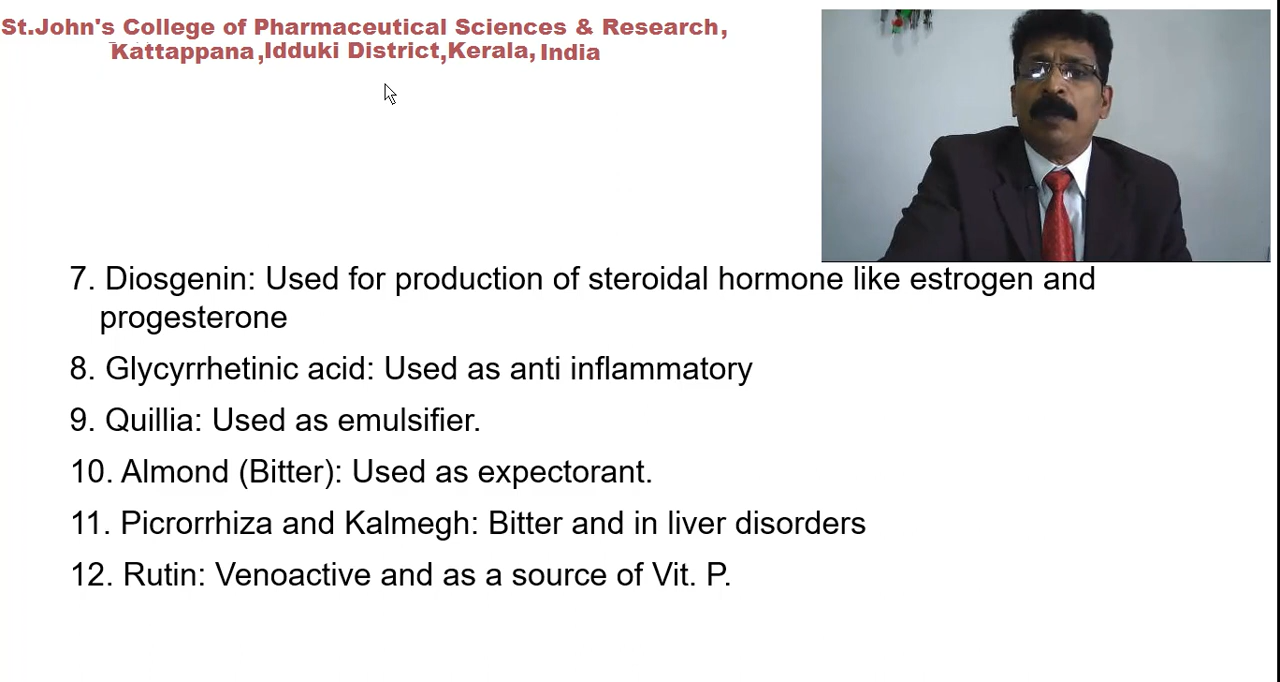 St.John's College of Pharmaceutical Sciences & Research,
Kattappana,Idduki District,Kerala, India
7. Diosgenin: Used for production of steroidal hormone like estrogen and
progesterone
8. Glycyrrhetinic acid: Used as anti inflammatory
9. Quillia: Used as emulsifier.
10. Almond (Bitter): Used as expectorant.
11. Picrorrhiza and Kalmegh: Bitter and in liver disorders
12. Rutin: Venoactive and as a source of Vit. P.